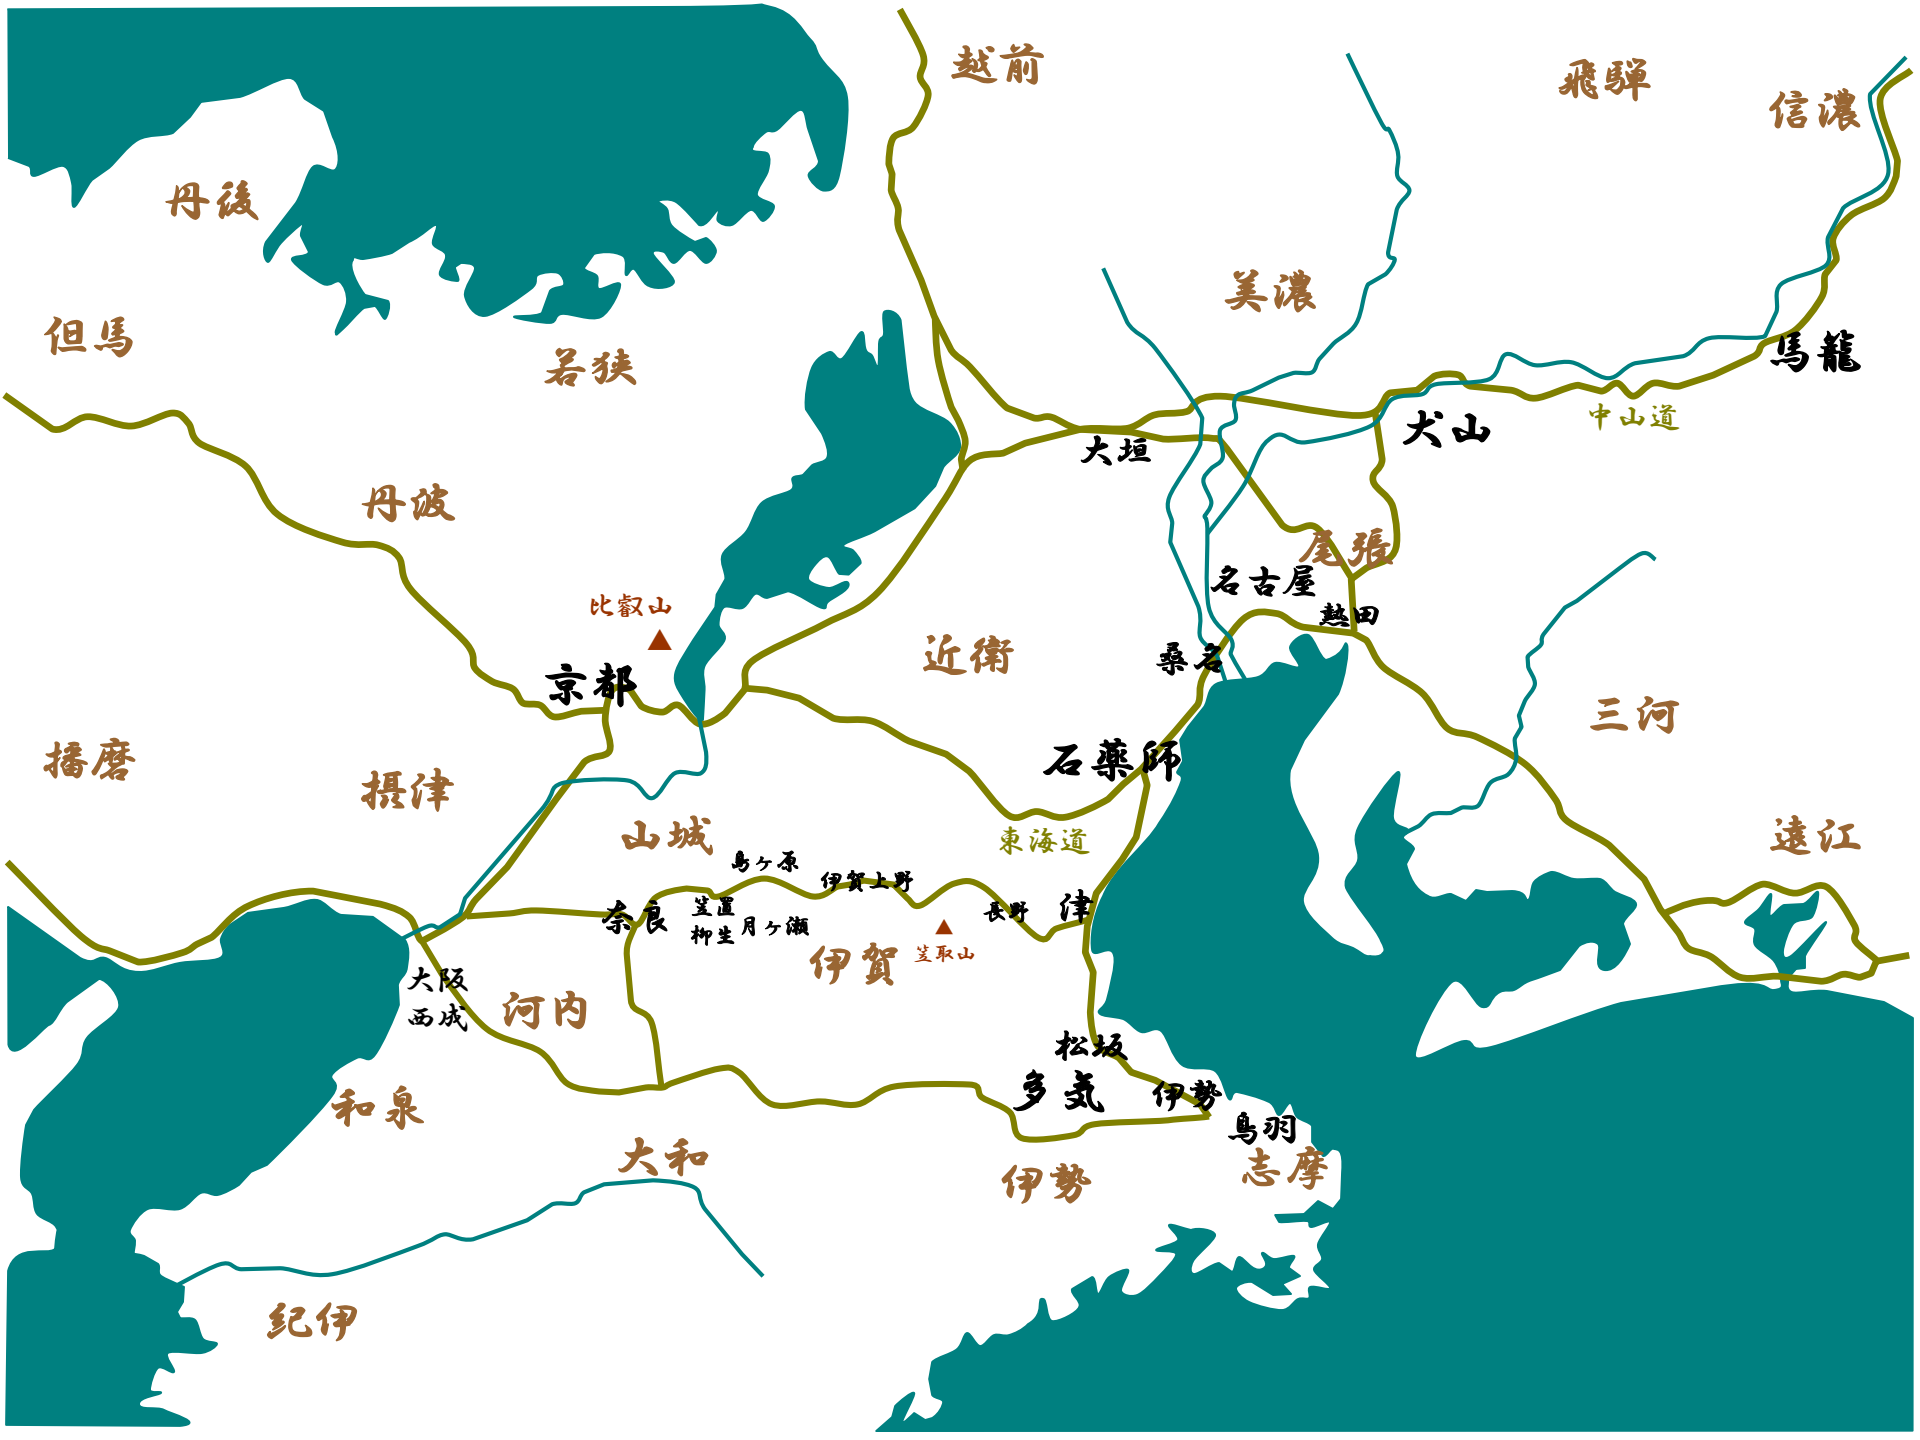 越前
飛騨
信濃
丹後
美濃
但馬
若狭
馬籠
中山道
犬山
大垣
丹波
尾張
名古屋
比叡山
熱田
近衛
桑名
京都
三河
播磨
摂津
石薬師
山城
東海道
遠江
島ヶ原
伊賀上野
奈良
笠置
長野
津
柳生
月ヶ瀬
笠取山
伊賀
大阪
西成
河内
松坂
多気
伊勢
和泉
鳥羽
大和
志摩
伊勢
紀伊